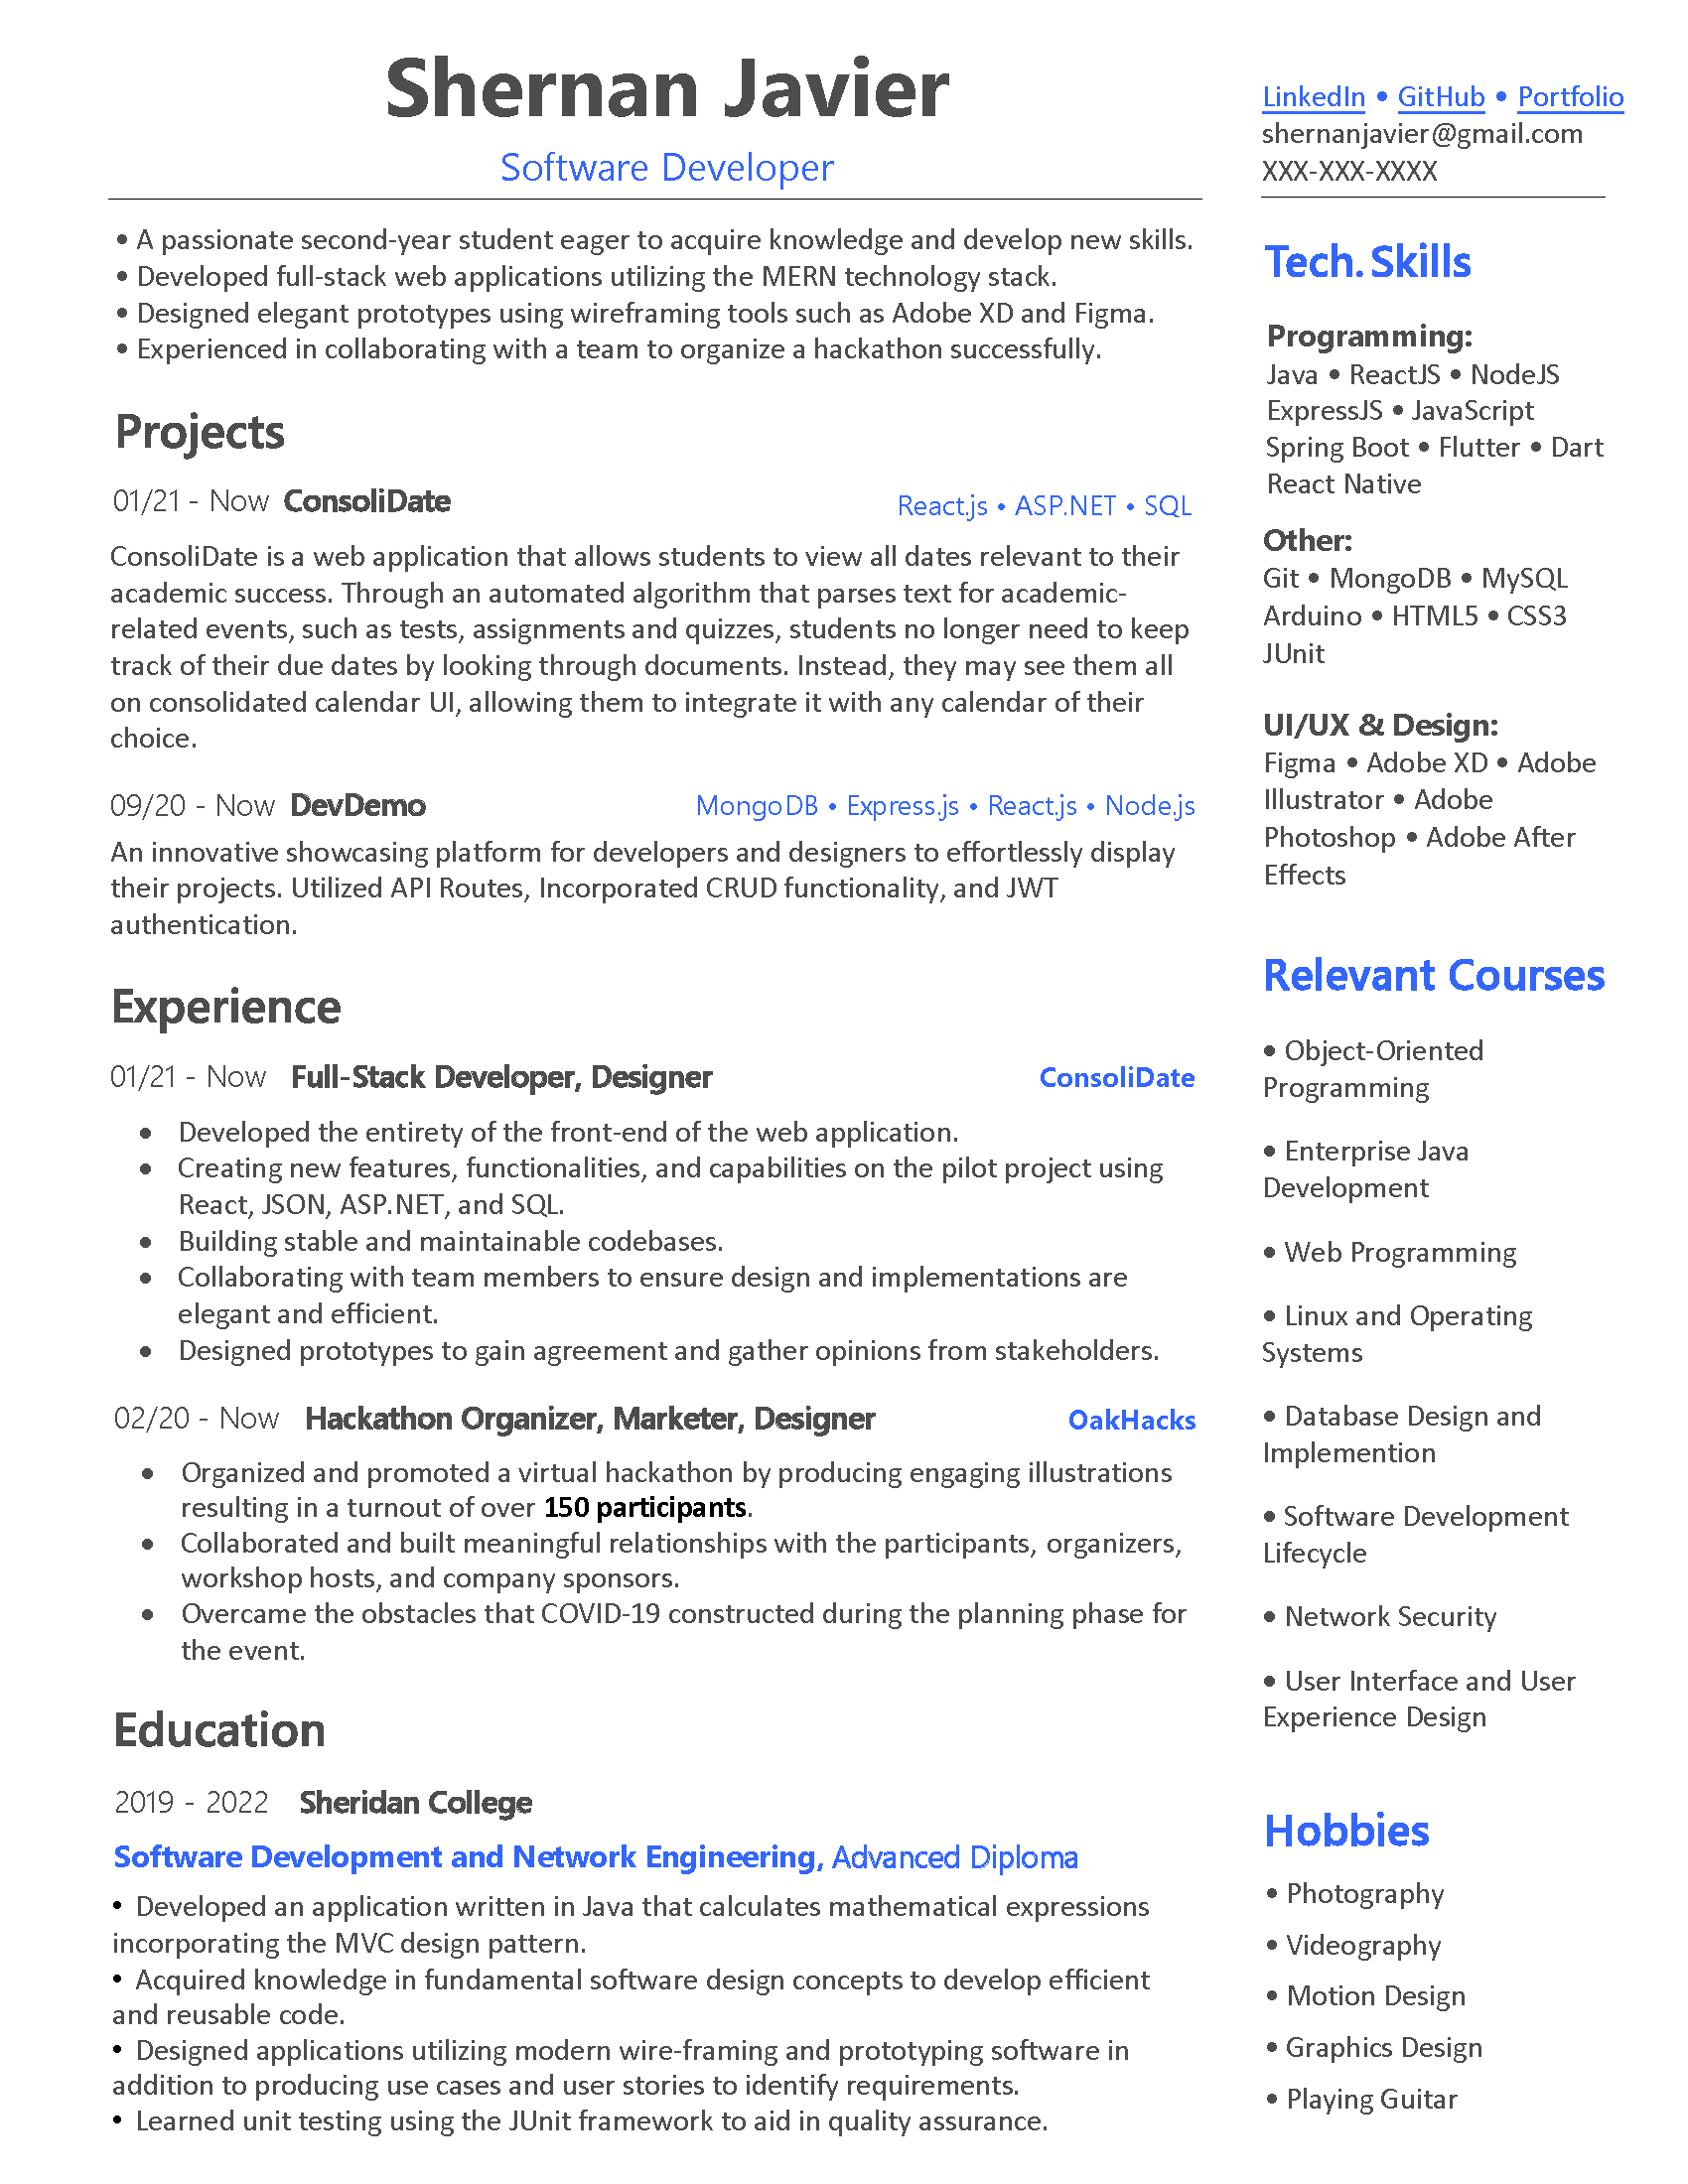 Shernan Javier
Software Developer
• A passionate second-year student eager to acquire knowledge and develop new skills.
• Developed full-stack web applications utilizing the MERN technology stack.
• Designed elegant prototypes using wireframing tools such as Adobe XD and Figma.
• Experienced in collaborating with a team to organize a hackathon successfully.
Projects
01/21 - Now ConsoliDate React.js • ASP.NET • SQL
ConsoliDate is a web application that allows students to view all dates relevant to their
academic success. Through an automated algorithm that parses text for academic-
related events, such as tests, assignments and quizzes, students no longer need to keep
track of their due dates by looking through documents. Instead, they may see them all
on consolidated calendar UI, allowing them to integrate it with any calendar of their
choice.
09/20 - Now DevDemo MongoDB • Express.js • React.js • Node.js
An innovative showcasing platform for developers and designers to effortlessly display
their projects. Utilized API Routes, Incorporated CRUD functionality, and JWT
authentication.
Experience
01/21 - Now Full-Stack Developer, Designer ConsoliDate
• Developed the entirety of the front-end of the web application.
• Creating new features, functionalities, and capabilities on the pilot project using
React, JSON, ASP.NET, and SQL.
• Building stable and maintainable codebases.
• Collaborating with team members to ensure design and implementations are
elegant and efficient.
• Designed prototypes to gain agreement and gather opinions from stakeholders.
02/20 - Now Hackathon Organizer, Marketer, Designer OakHacks
• Organized and promoted a virtual hackathon by producing engaging illustrations
resulting in a turnout of over 150 participants.
• Collaborated and built meaningful relationships with the participants, organizers,
workshop hosts, and company sponsors.
• Overcame the obstacles that COVID-19 constructed during the planning phase for
the event.
Education
2019 - 2022 Sheridan College
Software Development and Network Engineering, Advanced Diploma
• Developed an application written in Java that calculates mathematical expressions
incorporating the MVC design pattern.
• Acquired knowledge in fundamental software design concepts to develop efficient
and reusable code.
• Designed applications utilizing modern wire-framing and prototyping software in
addition to producing use cases and user stories to identify requirements.
• Learned unit testing using the JUnit framework to aid in quality assurance.
LinkedIn • GitHub • Portfolio
shernanjavier@gmail.com
XXX-XXX-XXXX
Tech. Skills
Programming:
Java • ReactJS • NodeJS
ExpressJS • JavaScript
Spring Boot • Flutter • Dart
React Native
Other:
Git • MongoDB • MySQL
Arduino • HTML5 • CSS3
JUnit
UI/UX & Design:
Figma • Adobe XD • Adobe
Illustrator • Adobe
Photoshop • Adobe After
Effects
Relevant Courses
• Object-Oriented
Programming
• Enterprise Java
Development
• Web Programming
• Linux and Operating
Systems
• Database Design and
Implemention
• Software Development
Lifecycle
• Network Security
• User Interface and User
Experience Design
Hobbies
• Photography
• Videography
• Motion Design
• Graphics Design
• Playing Guitar